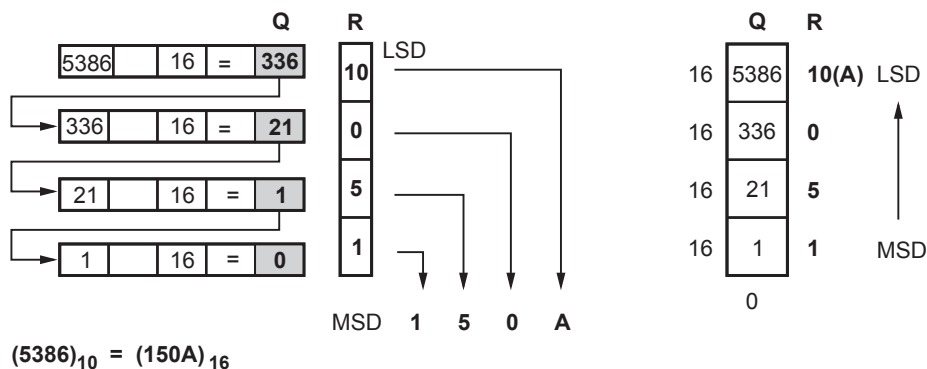 Q R Q R
5386 16 = 336 10 LSD 16 5386 10(A) LSD
336 16 = 21 0 16 336 0
21 16 = 1 5 16 21 5
1 16 = 0 1 16 1 1 MSD
0
MSD 1 5 0 A
(5386)10 = (150A)16